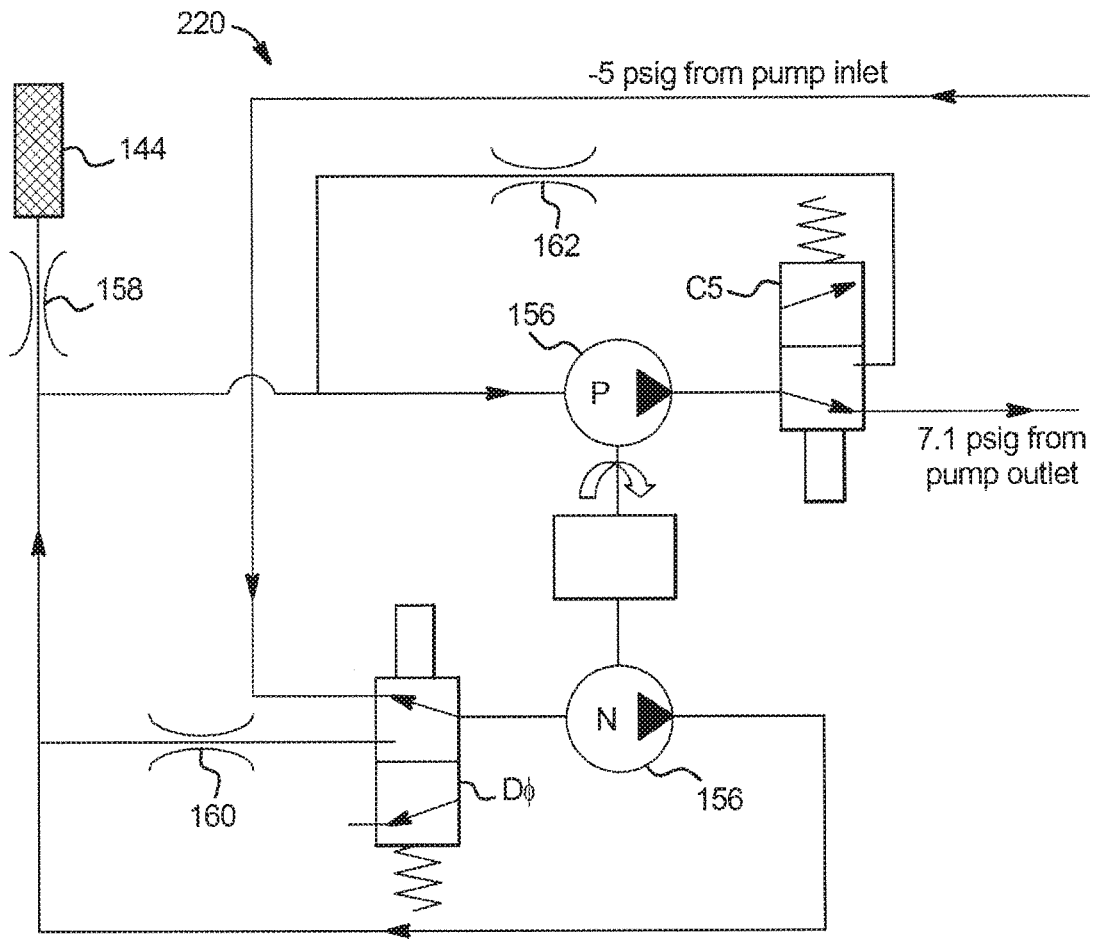 220
-5 psig from pump inlet
144
162
158
C5
156
P
7.1 psig from
pump outlet
N
Dϕ
160
156